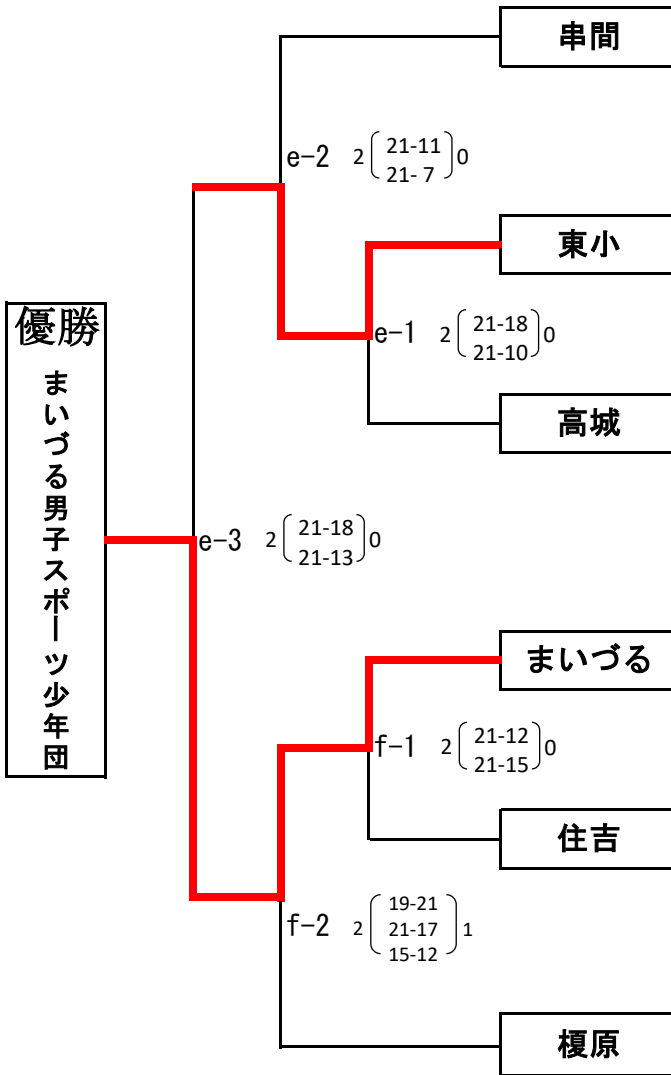 串間
e-2 2 21-11 0
21- 7
東小
e-1 2 21-18 0
21-10
高城
優勝
まいづる男子スポーツ少年団
e-3 2 21-18 0
21-13
まいづる
f-1 2 21-12 0
21-15
住吉
f-2 2 19-21 1
21-17
15-12
榎原